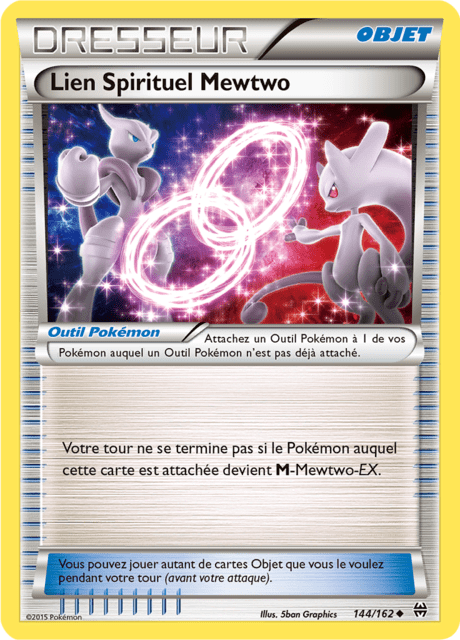 DRESSEUR
OBJET
Lien Spirituel Mewtwo
Outil Pokémon
Attachez un Outil Pokémon à 1 de vos
Pokémon auquel un Outil Pokémon n'est pas déjà attaché.
Votre tour ne se termine pas si le Pokémon auquel
cette carte est attachée devient M-Mewtwo-EX.
Vous pouvez jouer autant de cartes Objet que vous le voulez
pendant votre tour (avant votre attaque).
©2015 Pokémon
Illus. 5ban Graphics
144/162